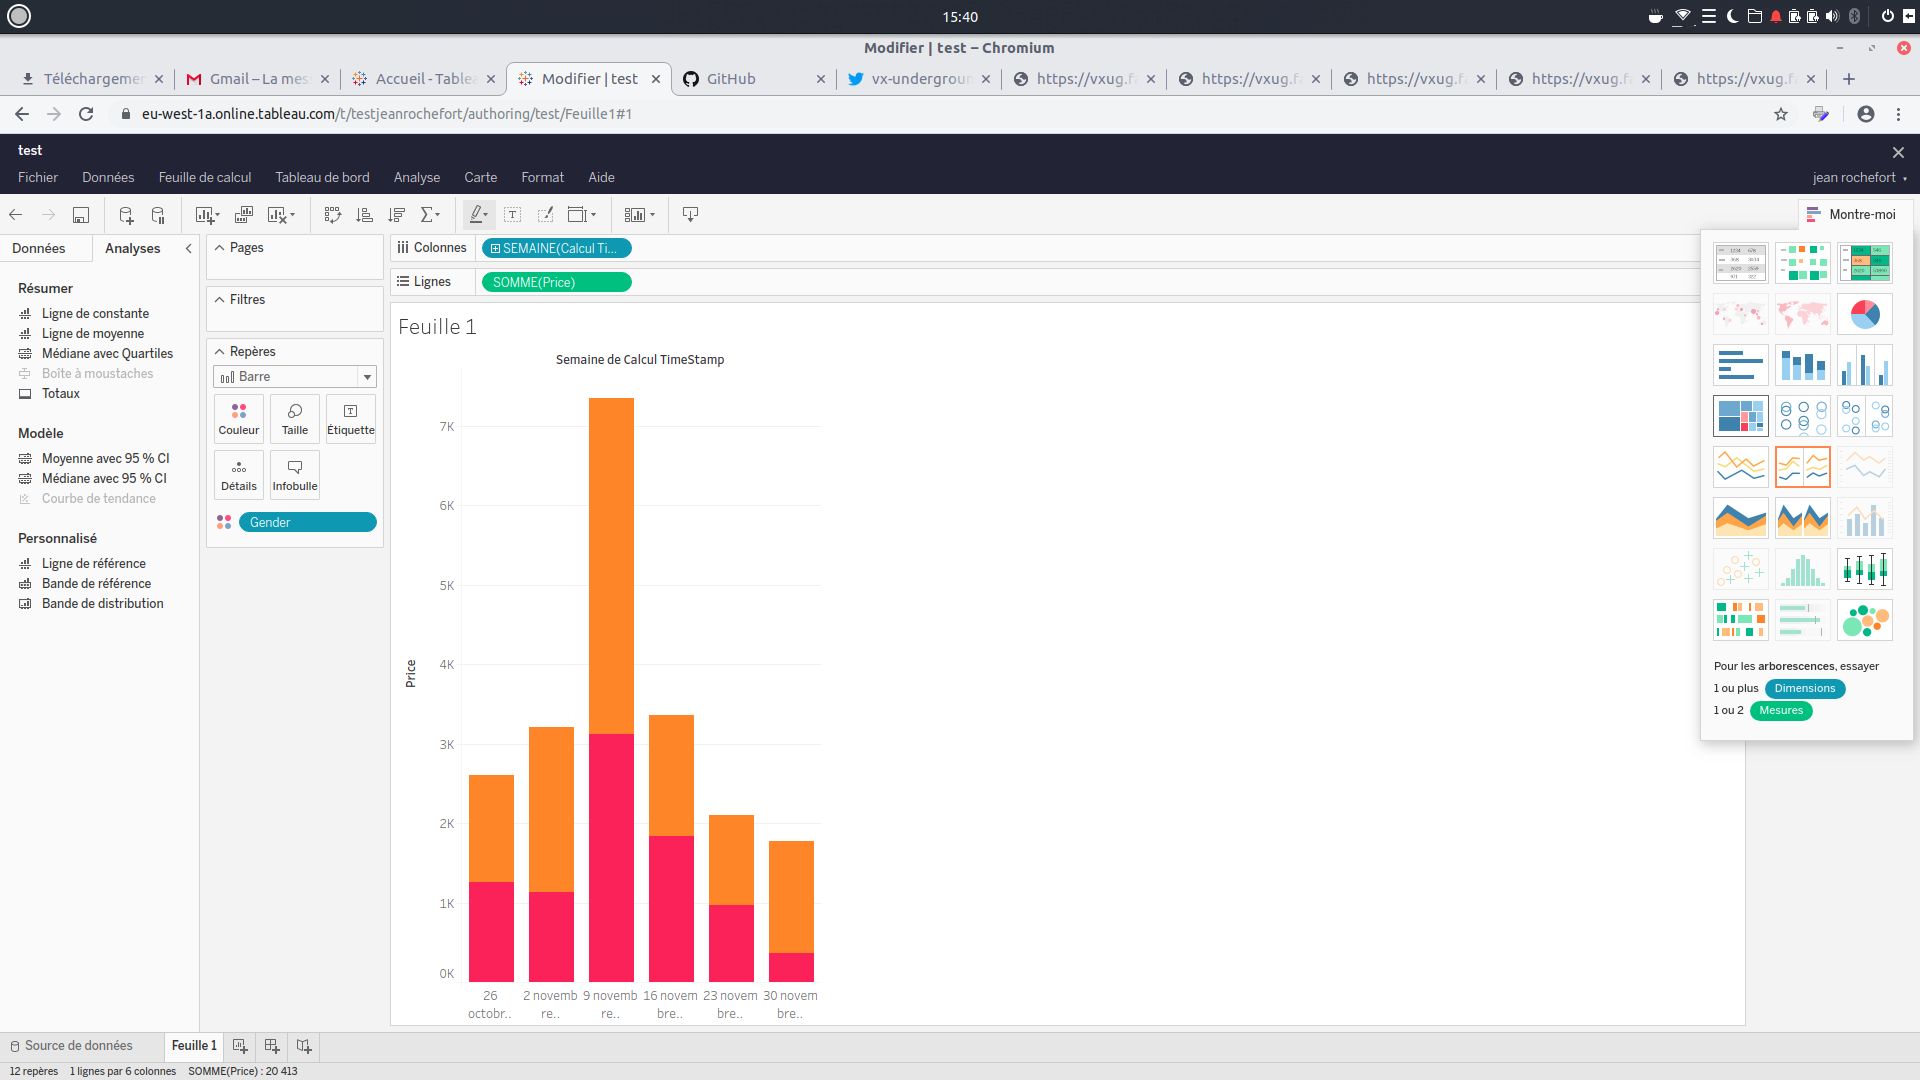 15:40
Modifier | test – Chromium
Téléchargemer
Gmail – La mes
Accueil - Table
Modifier | test
GitHub
vx-undergroun
https://vxug.f
https://vxug.f
https://vxug.f
https://vxug.f
https://vxug.f
eu-west-1a.online.tableau.com/t/testjeanrochefort/authoring/test/Feuille1#1
test
Fichier Données Feuille de calcul Tableau de bord Analyse Carte Format Aide
jean rochefort
Montre-moi
Données Analyses
Résumer
Ligne de constante
Ligne de moyenne
Médiane avec Quartiles
Boîte à moustaches
Totaux
Modèle
Moyenne avec 95 % CI
Médiane avec 95 % CI
Courbe de tendance
Personnalisé
Ligne de référence
Bande de référence
Bande de distribution
Pages
Filtres
Repères
Barre
Couleur Taille Étiquette
Détails Infobulle
Gender
Colonnes SEMAINE(Calcul Ti...
Lignes SOMME(Price)
Feuille 1
Semaine de Calcul TimeStamp
Price
7K
6K
5K
4K
3K
2K
1K
0K
26 octobr..
2 novemb re..
9 novemb re..
16 novem bre..
23 novem bre..
30 novem bre..
Pour les arborescences, essayer
1 ou plus Dimensions
1 ou 2 Mesures
Source de données Feuille 1
12 repères 1 lignes par 6 colonnes SOMME(Price) : 20 413